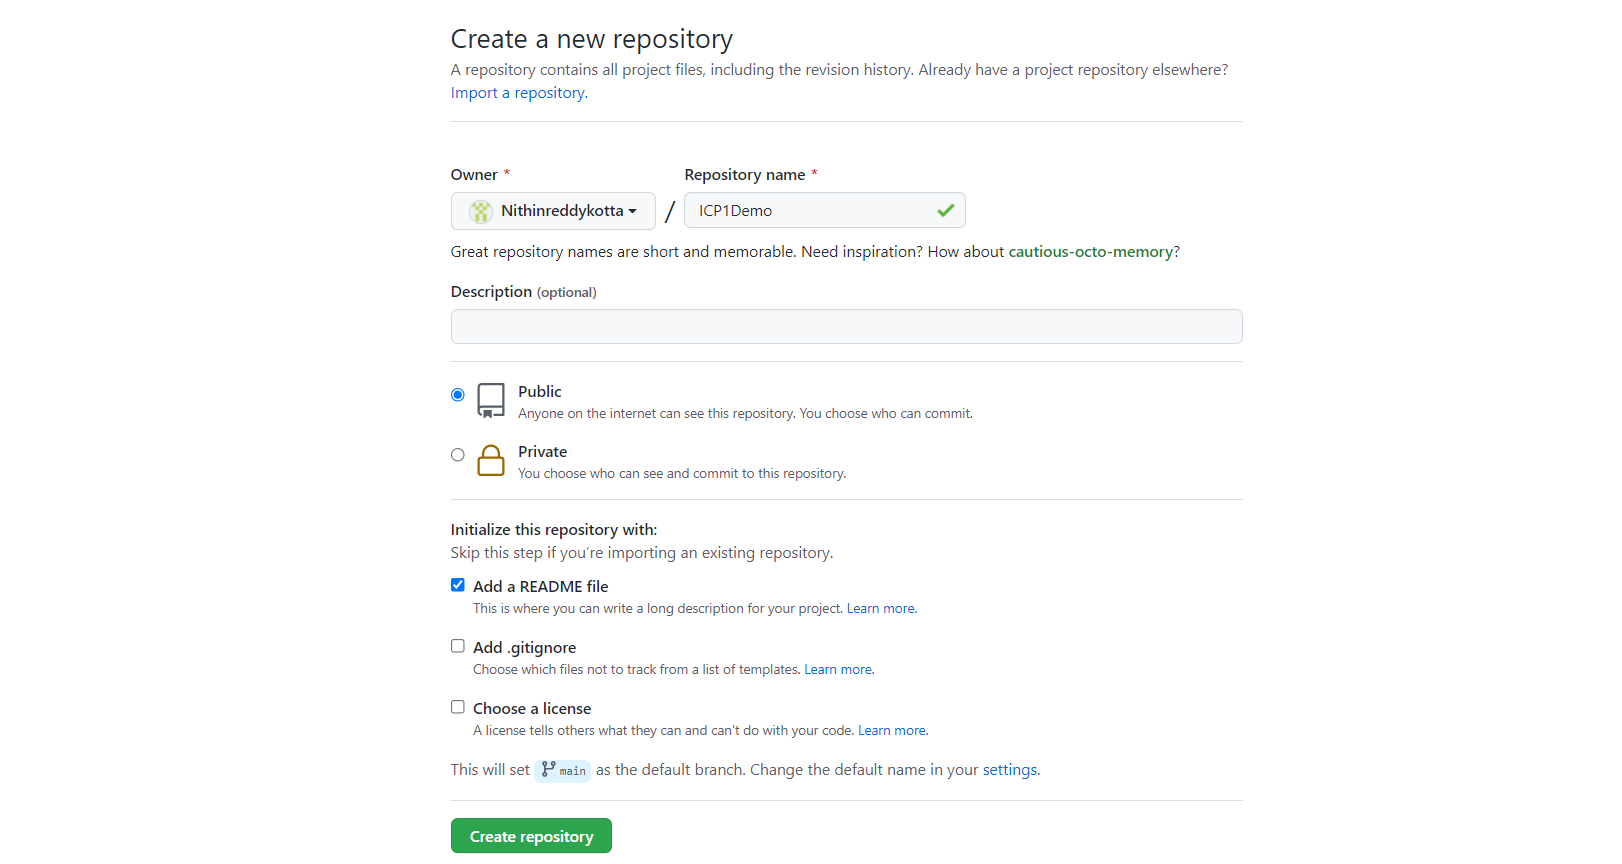 Create a new repository
A repository contains all project files, including the revision history. Already have a project repository elsewhere?
Import a repository.
Owner * Repository name *
Nithinreddykotta / ICP1Demo
Great repository names are short and memorable. Need inspiration? How about cautious-octo-memory?
Description (optional)
Public
Anyone on the internet can see this repository. You choose who can commit.
Private
You choose who can see and commit to this repository.
Initialize this repository with:
Skip this step if you’re importing an existing repository.
Add a README file
This is where you can write a long description for your project. Learn more.
Add .gitignore
Choose which files not to track from a list of templates. Learn more.
Choose a license
A license tells others what they can and can't do with your code. Learn more.
This will set main as the default branch. Change the default name in your settings.
Create repository